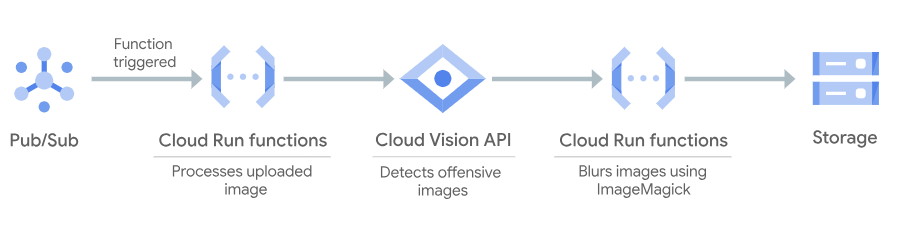 Function
triggered
Pub/Sub
Cloud Run functions
Processes uploaded
image
Cloud Vision API
Detects offensive
images
Cloud Run functions
Blurs images using
ImageMagick
Storage